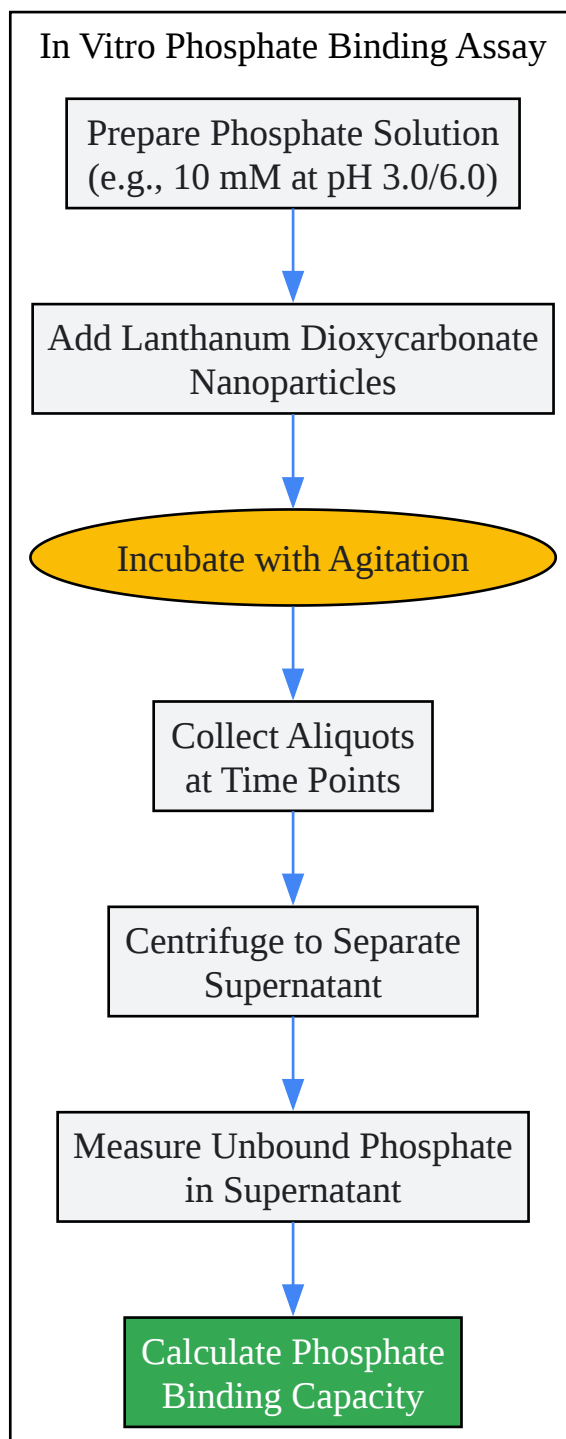 In Vitro Phosphate Binding Assay
Prepare Phosphate Solution
(e.g., 10 mM at pH 3.0/6.0)
Add Lanthanum Dioxycarbonate
Nanoparticles
Incubate with Agitation
Collect Aliquots
at Time Points
Centrifuge to Separate
Supernatant
Measure Unbound Phosphate
in Supernatant
Calculate Phosphate
Binding Capacity